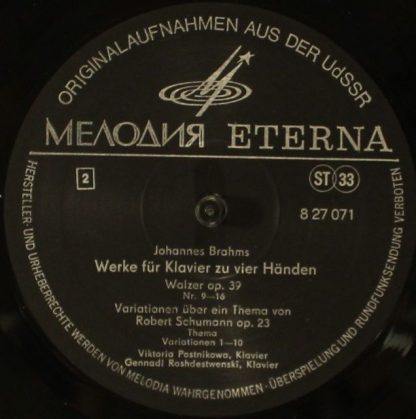 ORIGINALAUFNAHMEN AUS DER UdSSR
МЕЛОДИЯ ETERNA
2
ST 33
8 27 071
Johannes Brahms
Werke für Klavier zu vier Händen
Walzer op. 39
Nr. 9—16
Variationen über ein Thema von
Robert Schumann op. 23
Thema
Variationen 1—10
Viktoria Postnikowa, Klavier
Gennadi Roshdestwenski, Klavier
HERSTELLER- UND URHEBERRECHTE WERDEN VON MELODIA WAHRGENOMMEN · ÜBERSPIELUNG UND RUNDFUNKSENDUNG VERBOTEN